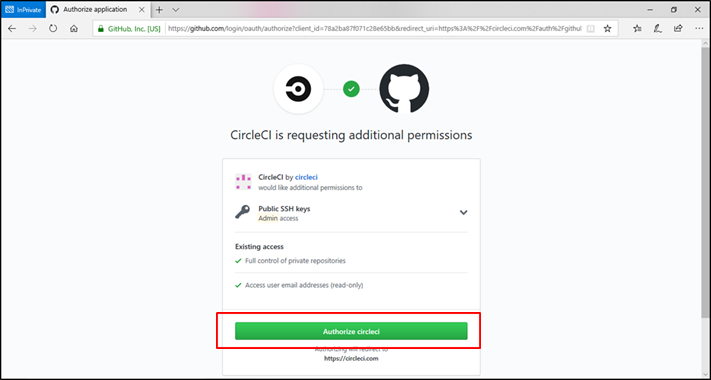 InPrivate
Authorize application
GitHub, Inc. [US]
https://github.com/login/oauth/authorize?client_id=78a2ba87f071c28e65bb&redirect_uri=https%3A%2F%2Fcircleci.com%2Fauth%2Fgithul
CircleCI is requesting additional permissions
CircleCI by circleci
would like additional permissions to
Public SSH keys
Admin access
Existing access
Full control of private repositories
Access user email addresses (read-only)
Authorize circleci
Authorizing will redirect to
https://circleci.com